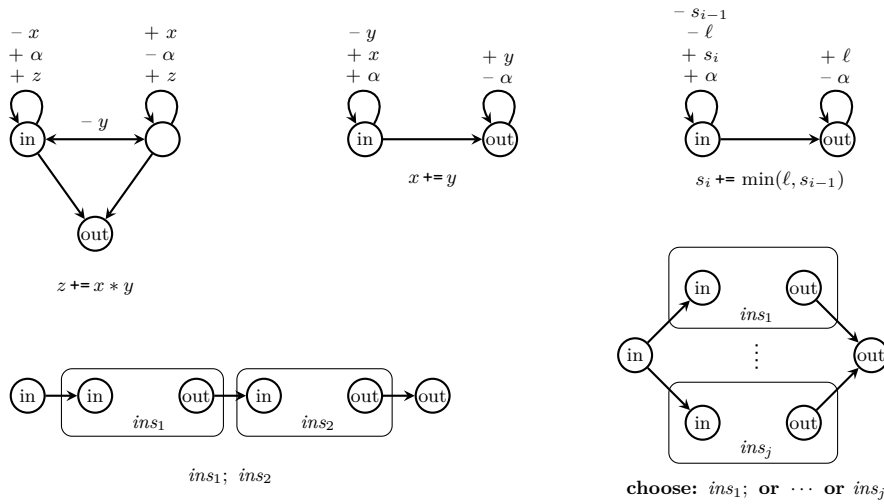 − x
+ α
+ z
+ x
− α
+ z
in
− y
out
z += x ∗ y
− y
+ x
+ α
+ y
− α
in
out
x += y
− s_{i−1}
− ℓ
+ s_i
+ α
+ ℓ
− α
in
out
s_i += min(ℓ, s_{i−1})
in
in
out
ins_1
in
out
ins_2
out
ins_1; ins_2
in
in
out
ins_1
⋮
in
out
ins_j
out
choose: ins_1; or ⋯ or ins_j